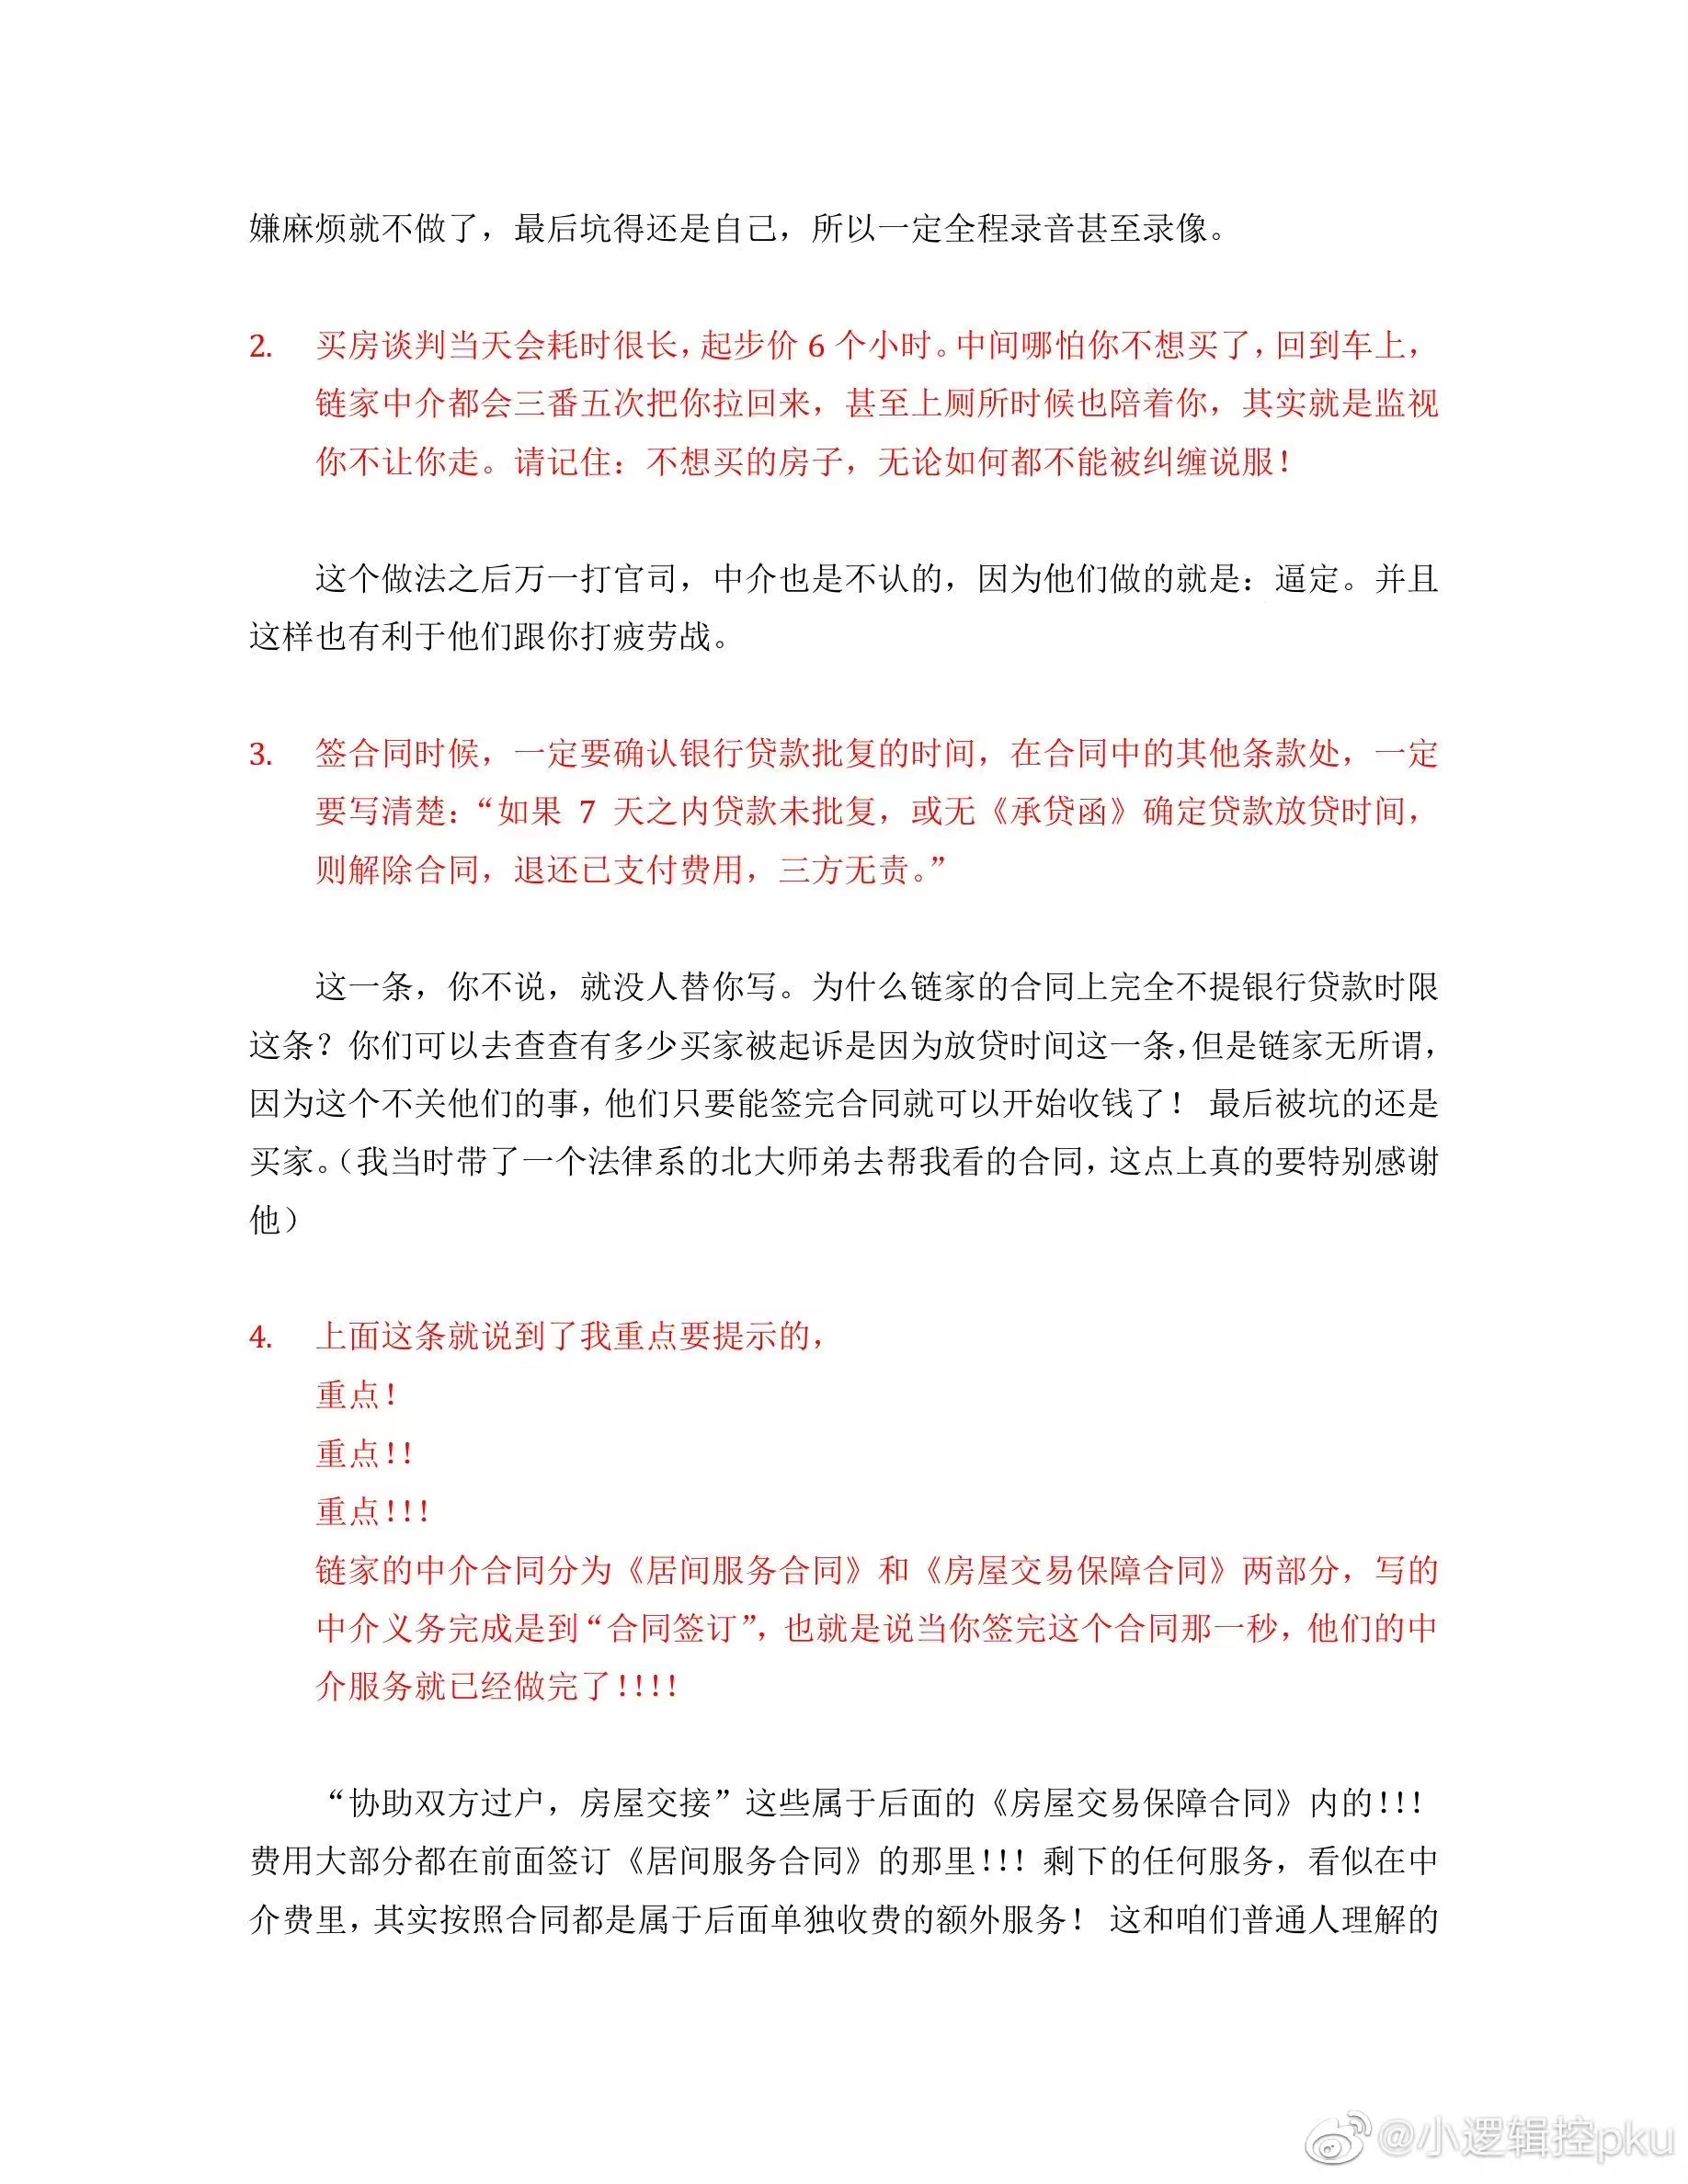 嫌麻烦就不做了，最后坑得还是自己，所以一定全程录音甚至录像。
2. 买房谈判当天会耗时很长，起步价 6 个小时。中间哪怕你不想买了，回到车上，
链家中介都会三番五次把你拉回来，甚至上厕所时候也陪着你，其实就是监视
你不让你走。请记住：不想买的房子，无论如何都不能被纠缠说服！
这个做法之后万一打官司，中介也是不认的，因为他们做的就是：逼定。并且
这样也有利于他们跟你打疲劳战。
3. 签合同时候，一定要确认银行贷款批复的时间，在合同中的其他条款处，一定
要写清楚：“如果 7 天之内贷款未批复，或无《承贷函》确定贷款放贷时间，
则解除合同，退还已支付费用，三方无责。”
这一条，你不说，就没人替你写。为什么链家的合同上完全不提银行贷款时限
这条？你们可以去查查有多少买家被起诉是因为放贷时间这一条，但是链家无所谓，
因为这个不关他们的事，他们只要能签完合同就可以开始收钱了！ 最后被坑的还是
买家。（我当时带了一个法律系的北大师弟去帮我看的合同，这点上真的要特别感谢
他）
4. 上面这条就说到了我重点要提示的，
重点！
重点！！
重点！！！
链家的中介合同分为《居间服务合同》和《房屋交易保障合同》两部分，写的
中介义务完成是到“合同签订”，也就是说当你签完这个合同那一秒，他们的中
介服务就已经做完了！！！！
“协助双方过户，房屋交接”这些属于后面的《房屋交易保障合同》内的！！！
费用大部分都在前面签订《居间服务合同》的那里！！！剩下的任何服务，看似在中
介费里，其实按照合同都是属于后面单独收费的额外服务！ 这和咱们普通人理解的
@小逻辑控pku